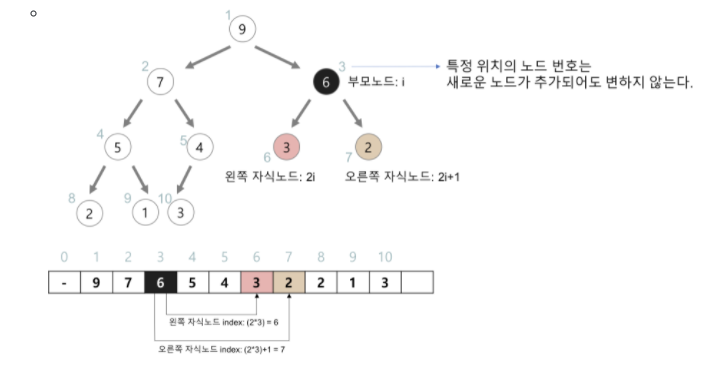 1
9
2
7
3
6
부모노드: i
특정 위치의 노드 번호는
새로운 노드가 추가되어도 변하지 않는다.
4
5
5
4
6
3
7
2
왼쪽 자식노드: 2i
오른쪽 자식노드: 2i+1
8
2
9
1
10
3
0 1 2 3 4 5 6 7 8 9 10
- 9 7 6 5 4 3 2 2 1 3
왼쪽 자식노드 index: (2*3) = 6
오른쪽 자식노드 index: (2*3)+1 = 7